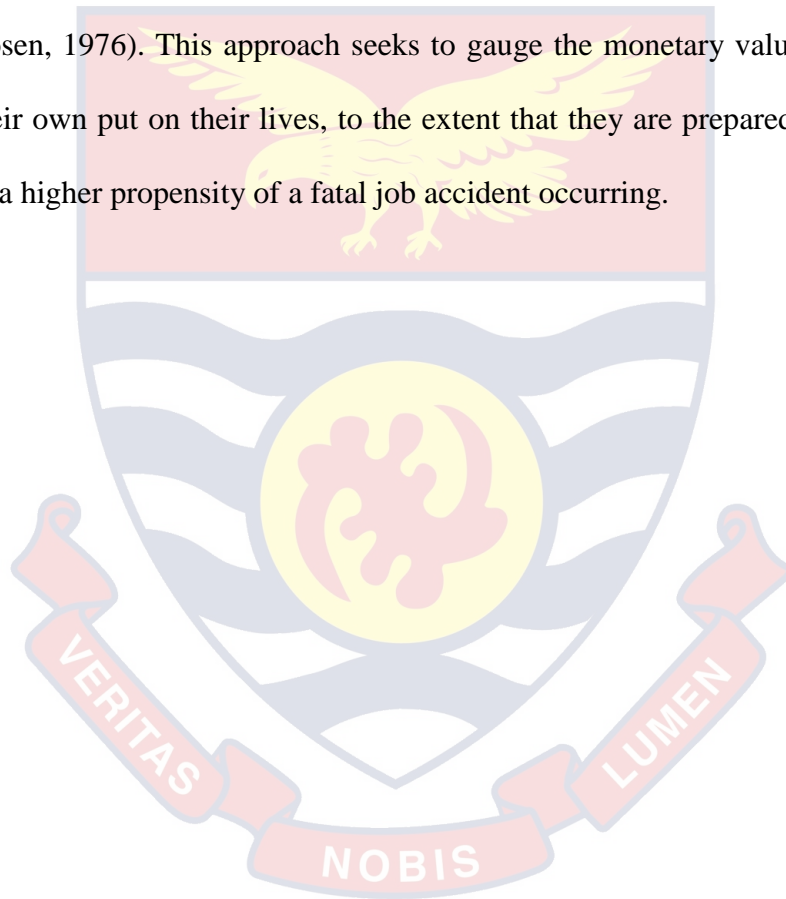 osen, 1976). This approach seeks to gauge the monetary valu
eir own put on their lives, to the extent that they are prepared
a higher propensity of a fatal job accident occurring.
VERITAS
NOBIS
LUMEN